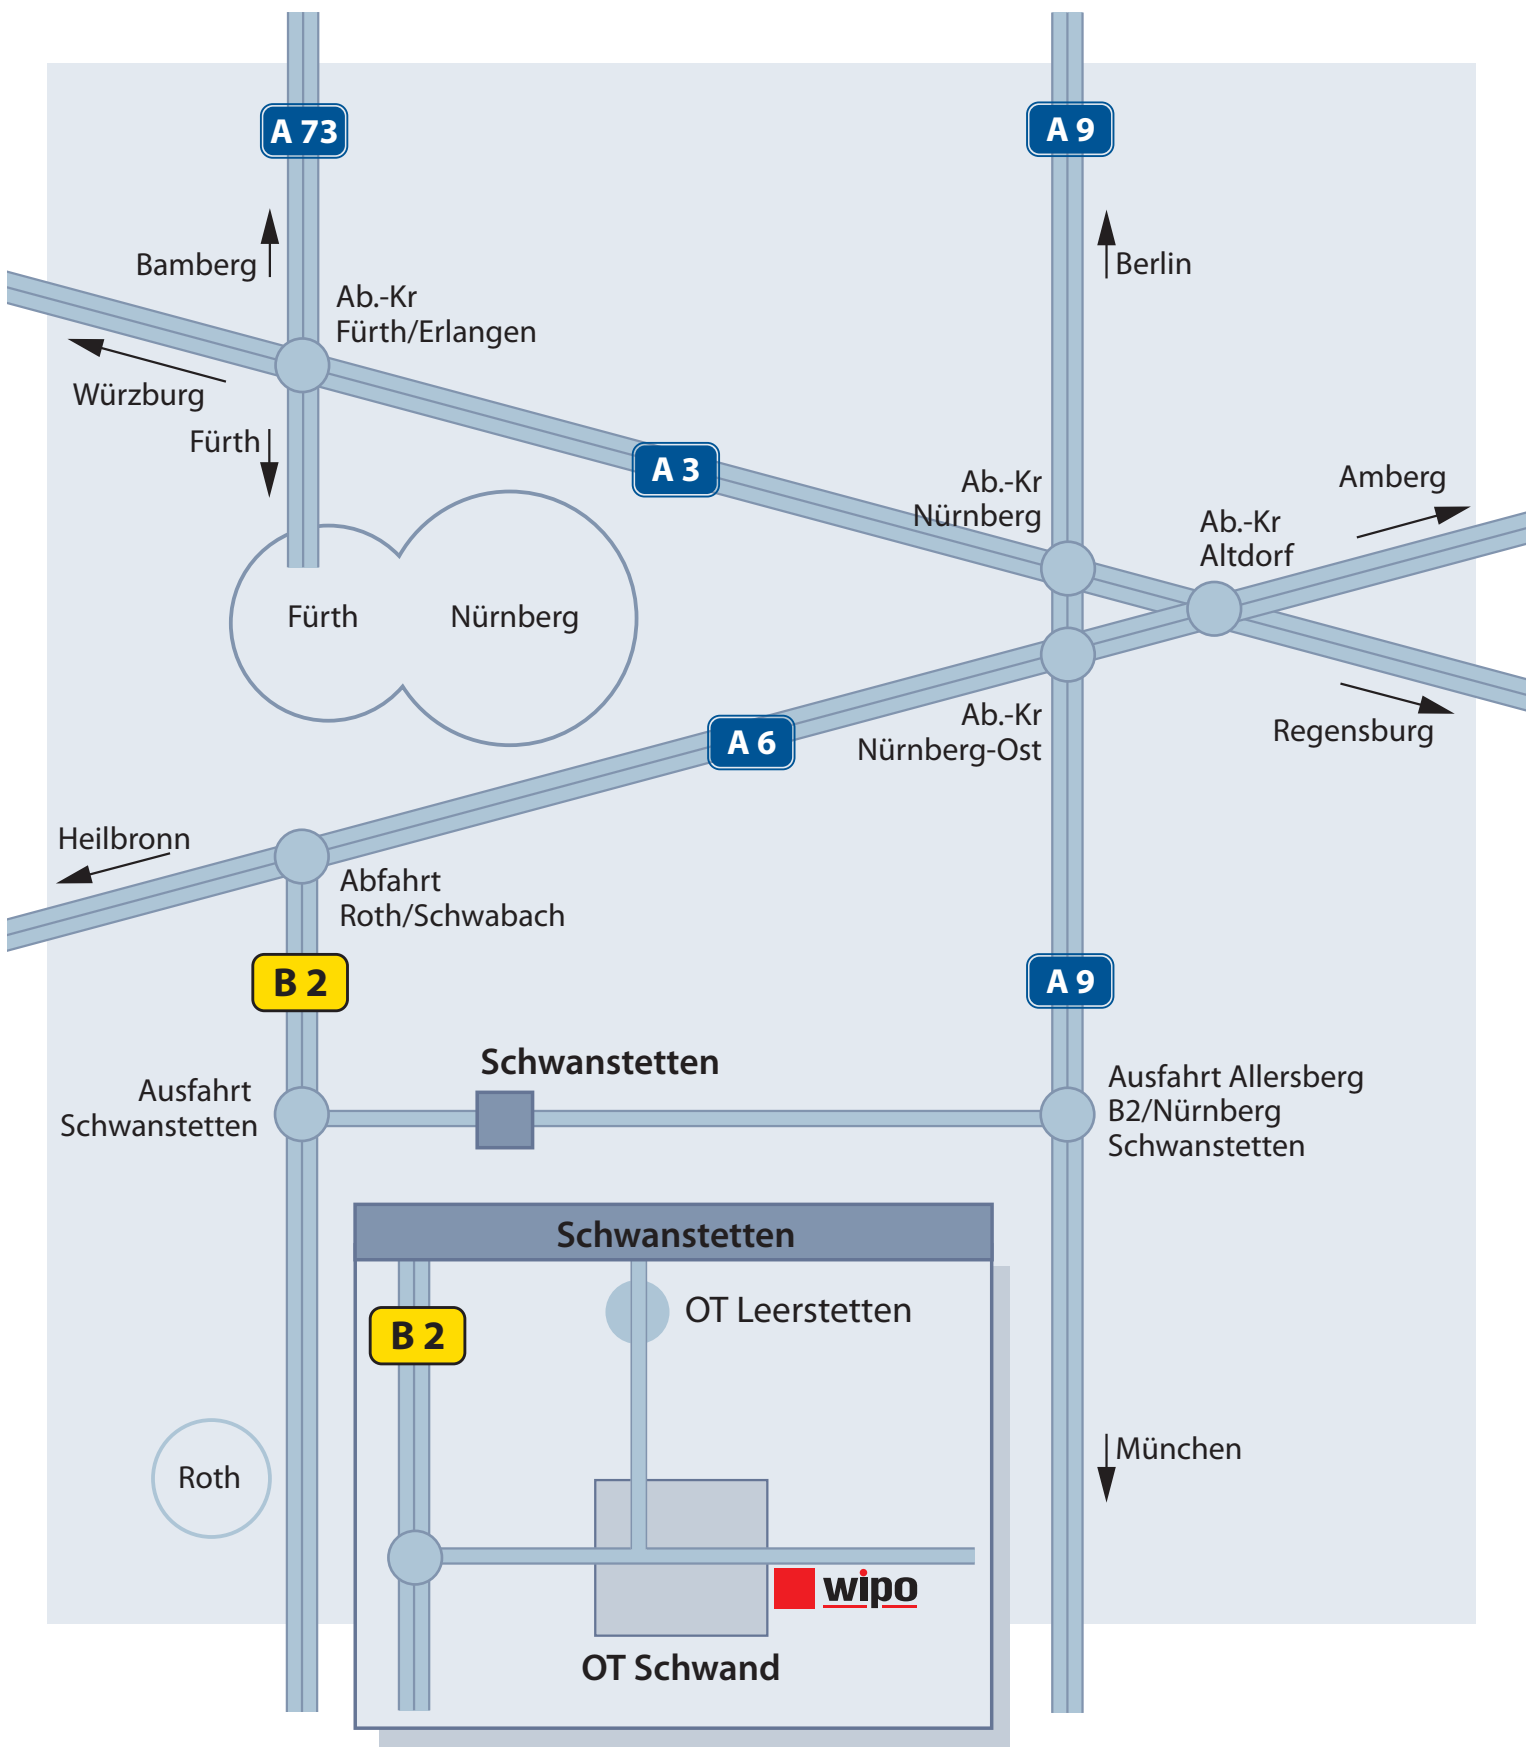 A 73
A 9
Bamberg
Berlin
Ab.-Kr
Fürth/Erlangen
Würzburg
Fürth
A 3
Ab.-Kr
Nürnberg
Amberg
Ab.-Kr
Altdorf
Fürth
Nürnberg
Ab.-Kr
Nürnberg-Ost
Regensburg
A 6
Heilbronn
Abfahrt
Roth/Schwabach
B 2
A 9
Schwanstetten
Ausfahrt
Schwanstetten
Ausfahrt Allersberg
B2/Nürnberg
Schwanstetten
Schwanstetten
OT Leerstetten
B 2
München
Roth
wipo
OT Schwand